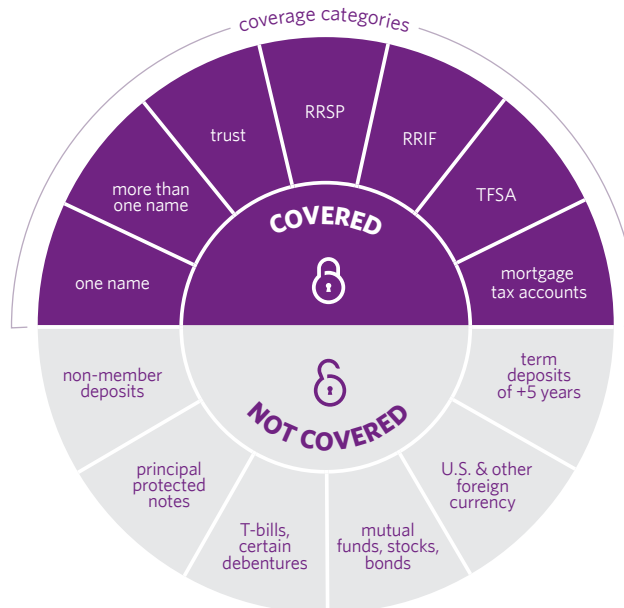 coverage categories
one name
more than
one name
trust
RRSP
RRIF
TFSA
mortgage
tax accounts
COVERED
NOT COVERED
non-member
deposits
principal
protected
notes
T-bills,
certain
debentures
mutual
funds, stocks,
bonds
U.S. & other
foreign
currency
term
deposits
of +5 years